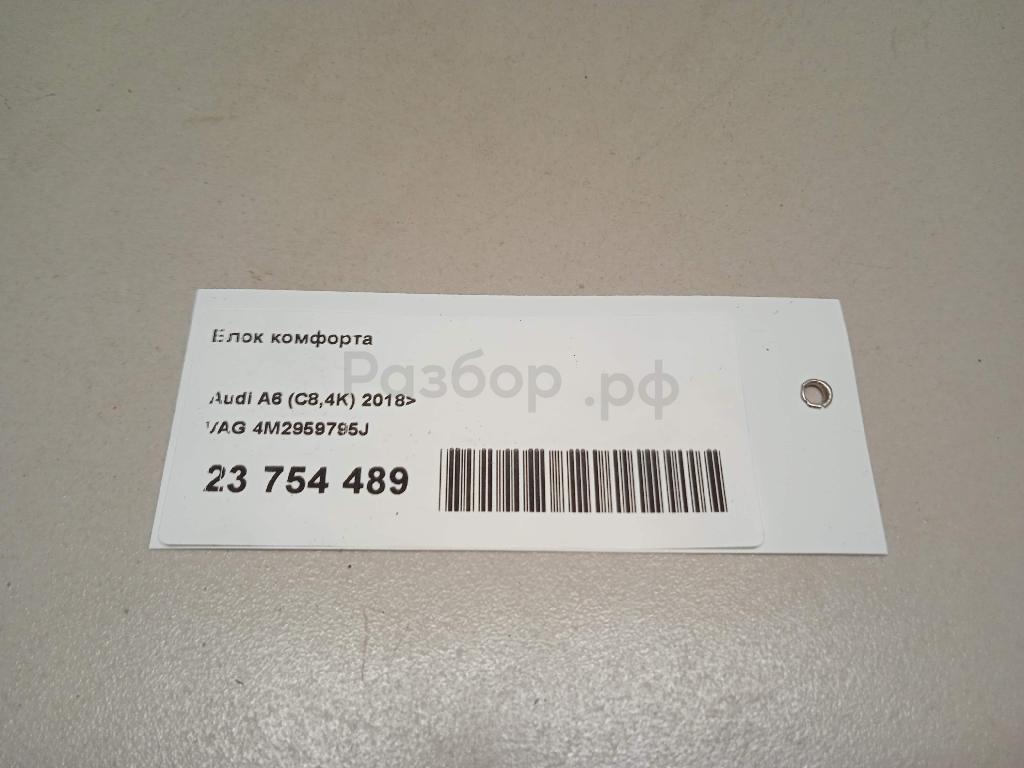 Блок комфорта
Разбор.рф
Audi A6 (C8,4K) 2018>
VAG 4M2959795J
23 754 489